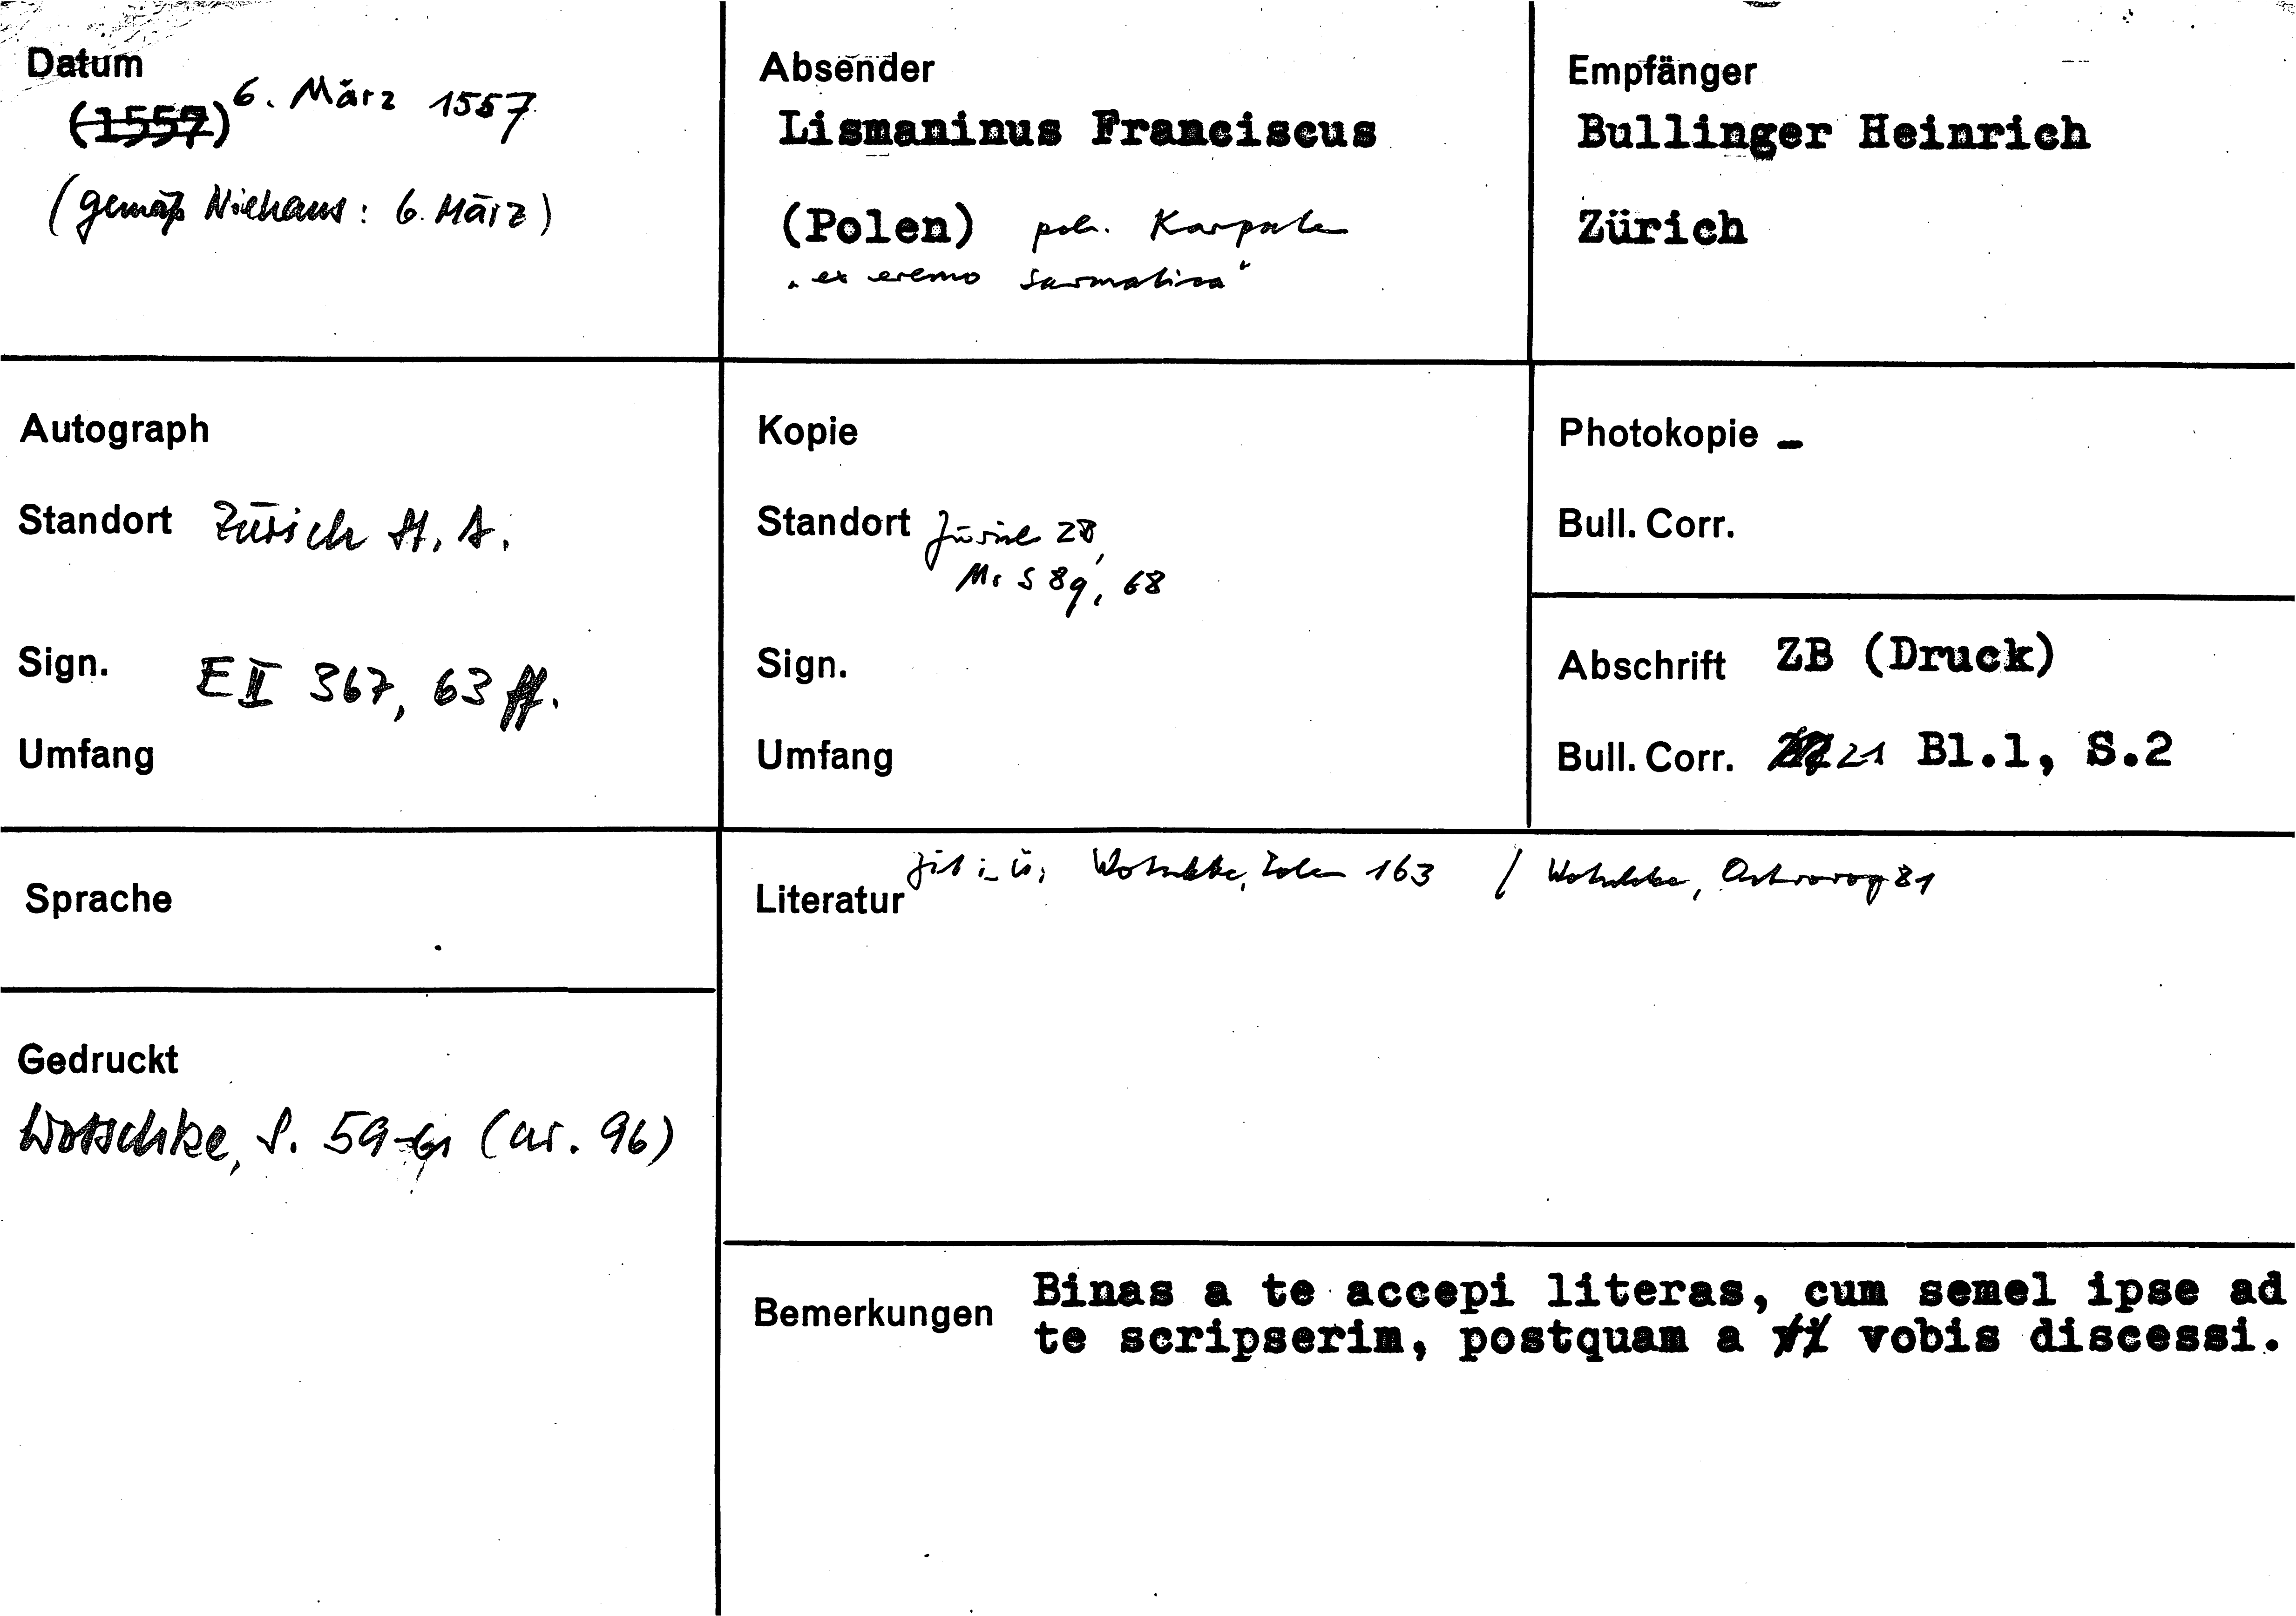 Datum
(1557) 6. März 1557
(gemäß Niehaus: 6. März)
Absender
Lismaninus Franciscus
(Polen) poln.
"ex eremo sarmatica"
Empfänger
Bullinger Heinrich
Zürich
Autograph
Standort Zürich St. A.
Sign. E II 367, 63 ff.
Umfang
Kopie
Standort Zürich ZB,
Ms S 89, 68
Sign.
Umfang
Photokopie -
Bull. Corr.
Abschrift ZB (Druck)
Bull. Corr. 21 Bl.1, S.2
Sprache
Gedruckt
Wotschke, S. 59-61 (nr. 96)
Literatur Wotschke, Polen 163 / Wotschke, Ostrorog 81
Bemerkungen Binas a te accepi literas, cum semel ipse ad
te scripserim, postquam a vobis discessi.